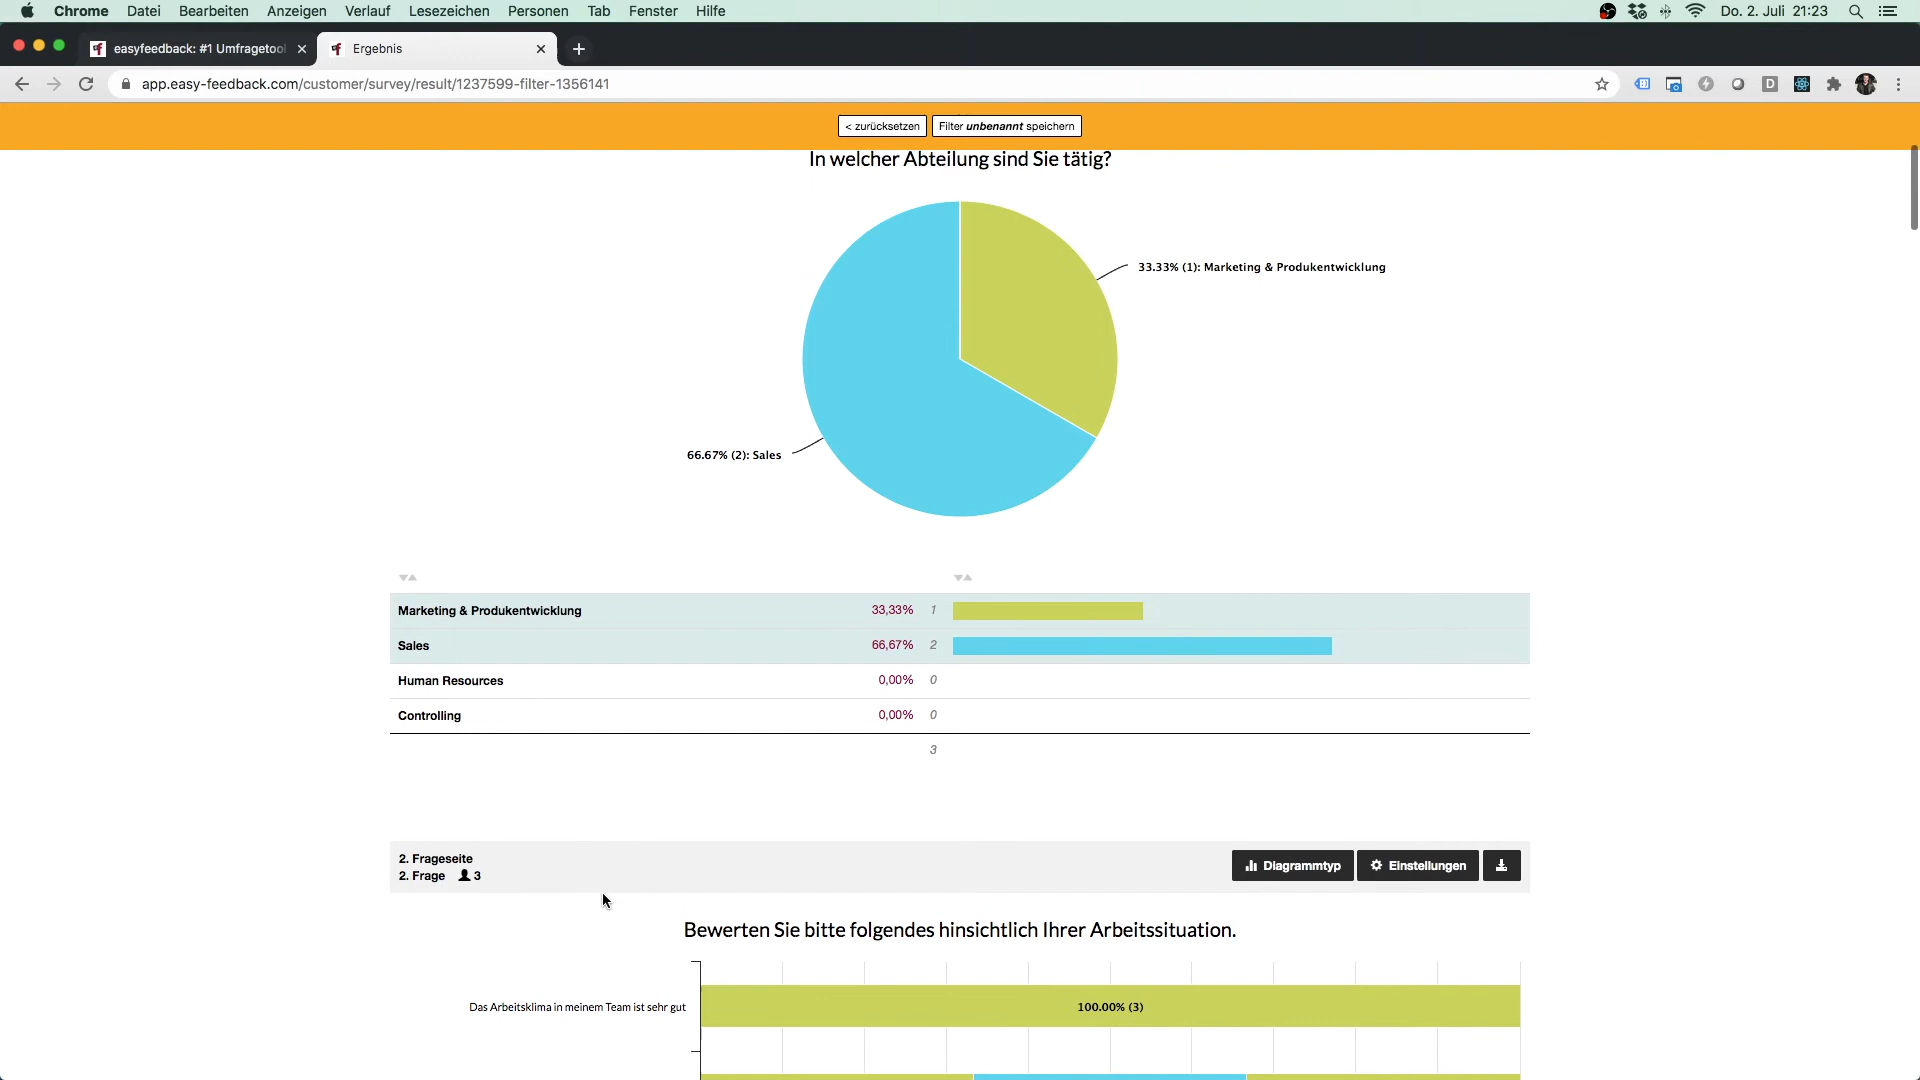 Chrome Datei Bearbeiten Anzeigen Verlauf Lesezeichen Personen Tab Fenster Hilfe Do. 2. Juli 21:23
easyfeedback: #1 Umfragetool Ergebnis
app.easy-feedback.com/customer/survey/result/1237599-filter-1356141
< zurücksetzen Filter unbenannt speichern
In welcher Abteilung sind Sie tätig?
33.33% (1): Marketing & Produkentwicklung
66.67% (2): Sales
Marketing & Produkentwicklung 33,33% 1
Sales 66,67% 2
Human Resources 0,00% 0
Controlling 0,00% 0
3
2. Frageseite
2. Frage 3
Diagrammtyp Einstellungen
Bewerten Sie bitte folgendes hinsichtlich Ihrer Arbeitssituation.
Das Arbeitsklima in meinem Team ist sehr gut 100.00% (3)